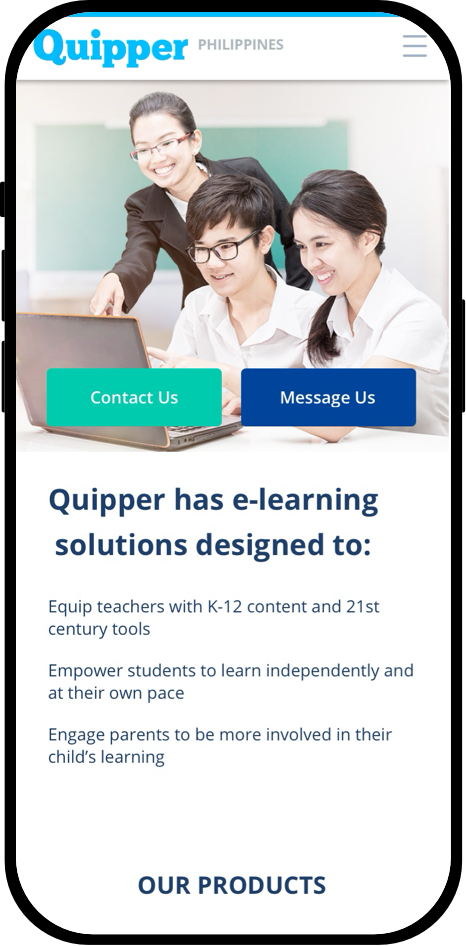 Quipper PHILIPPINES
Contact Us Message Us
Quipper has e-learning
solutions designed to:
Equip teachers with K-12 content and 21st
century tools
Empower students to learn independently and
at their own pace
Engage parents to be more involved in their
child’s learning
OUR PRODUCTS